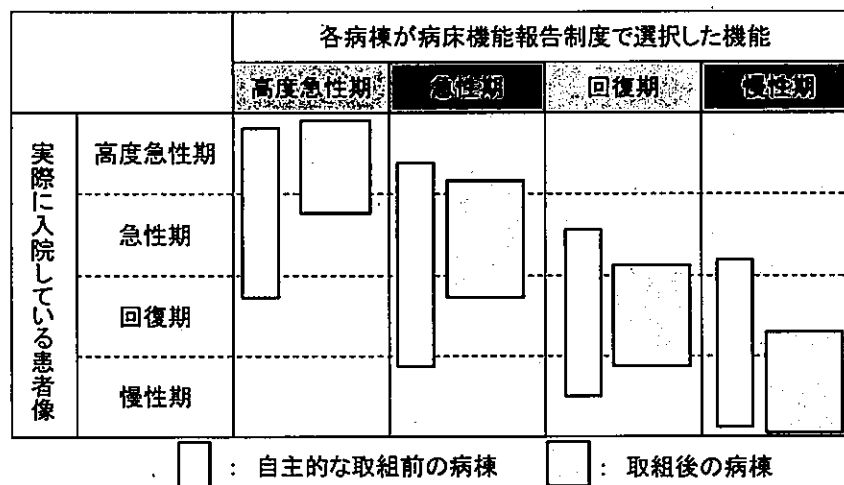 各病棟が病床機能報告制度で選択した機能
高度急性期 急性期 回復期 慢性期
実際に入院している患者像
高度急性期
急性期
回復期
慢性期
： 自主的な取組前の病棟 ： 取組後の病棟